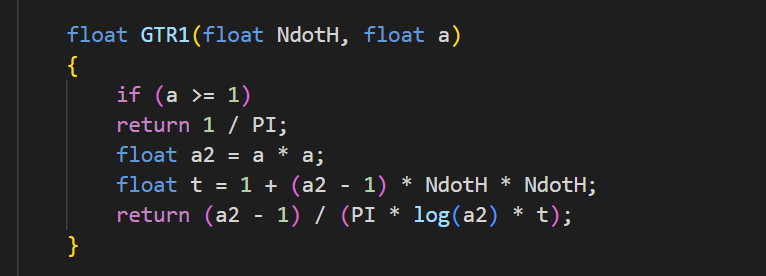 float GTR1(float NdotH, float a)
{
if (a >= 1)
return 1 / PI;
float a2 = a * a;
float t = 1 + (a2 - 1) * NdotH * NdotH;
return (a2 - 1) / (PI * log(a2) * t);
}